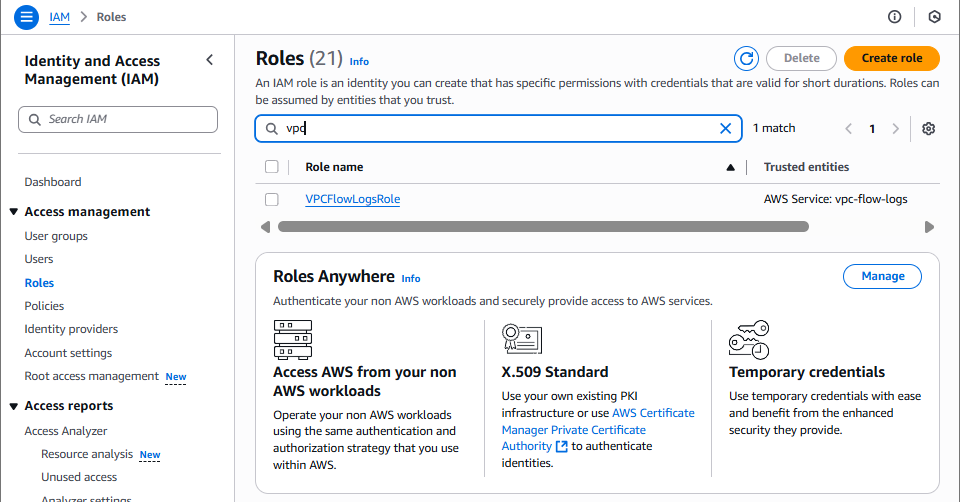 IAM > Roles
Identity and Access
Management (IAM)
Search IAM
Dashboard
Access management
User groups
Users
Roles
Policies
Identity providers
Account settings
Root access management New
Access reports
Access Analyzer
Resource analysis New
Unused access
Analyzer settings
Roles (21) Info
Delete
Create role
An IAM role is an identity you can create that has specific permissions with credentials that are valid for short durations. Roles can
be assumed by entities that you trust.
vpc
1 match
1
Role name
Trusted entities
VPCFlowLogsRole
AWS Service: vpc-flow-logs
Roles Anywhere Info
Manage
Authenticate your non AWS workloads and securely provide access to AWS services.
Access AWS from your non
AWS workloads
Operate your non AWS workloads
using the same authentication and
authorization strategy that you use
within AWS.
X.509 Standard
Use your own existing PKI
infrastructure or use AWS Certificate
Manager Private Certificate
Authority to authenticate
identities.
Temporary credentials
Use temporary credentials with ease
and benefit from the enhanced
security they provide.